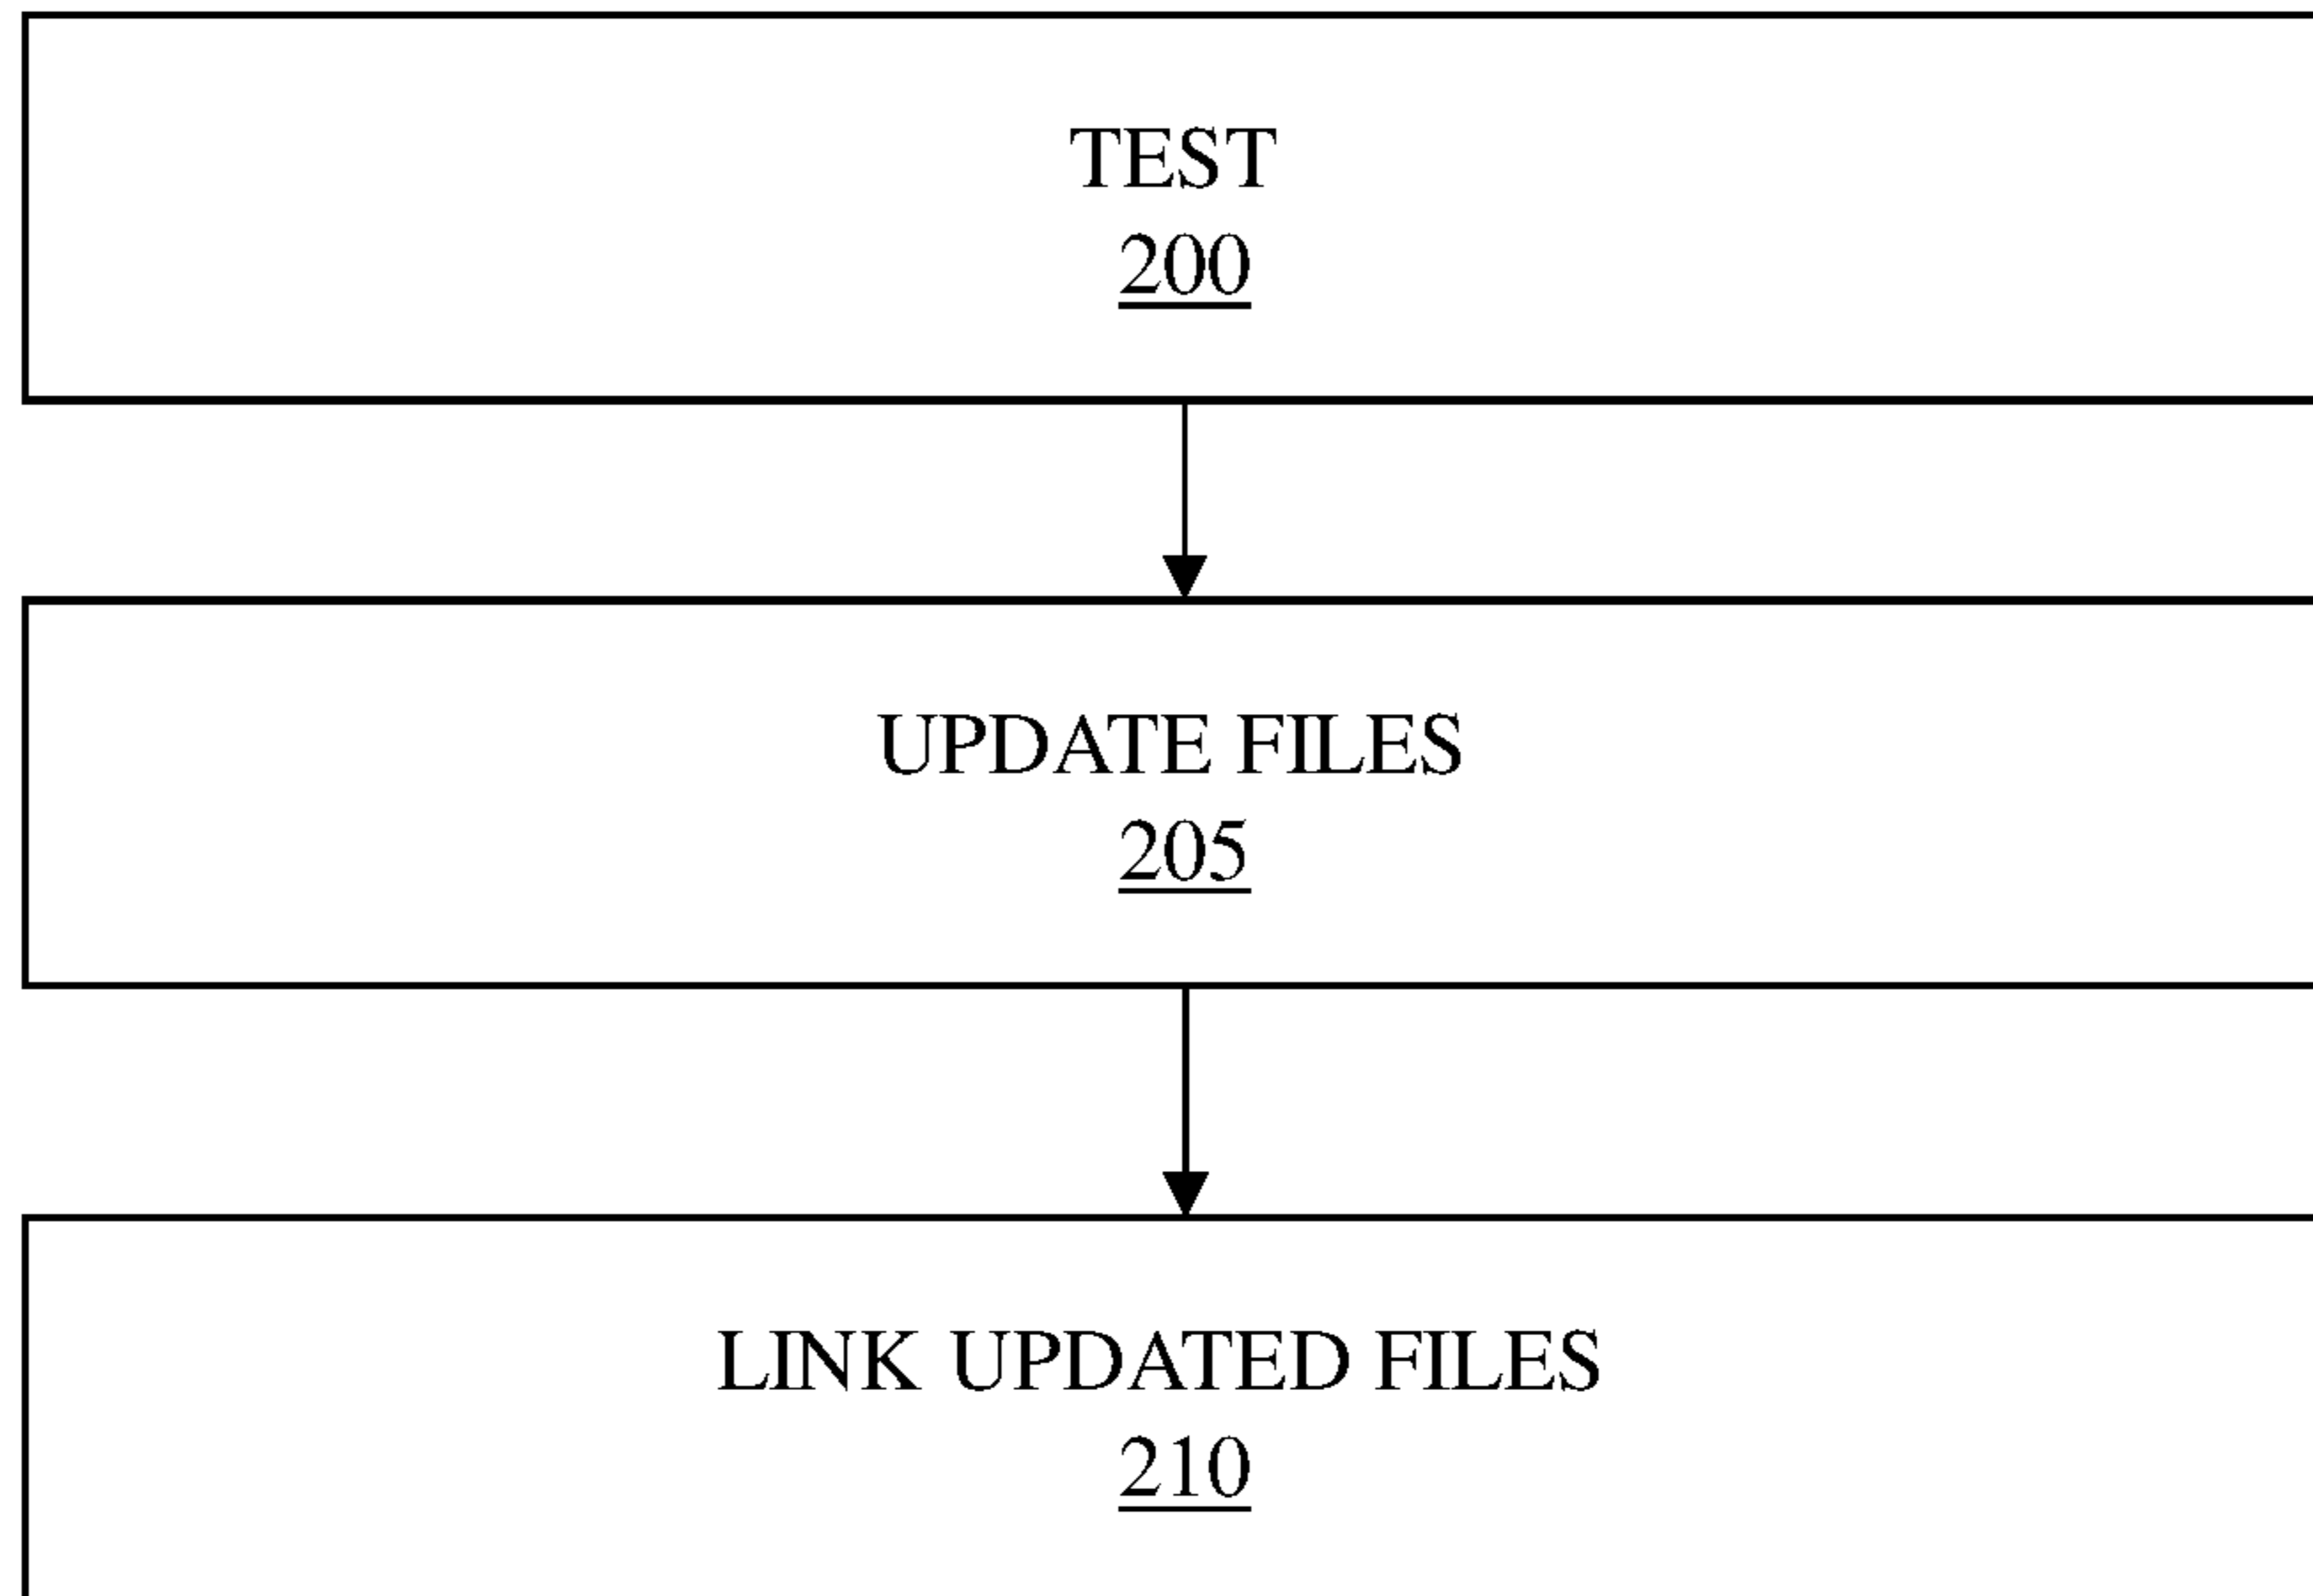 TEST
200
UPDATE FILES
205
LINK UPDATED FILES
210